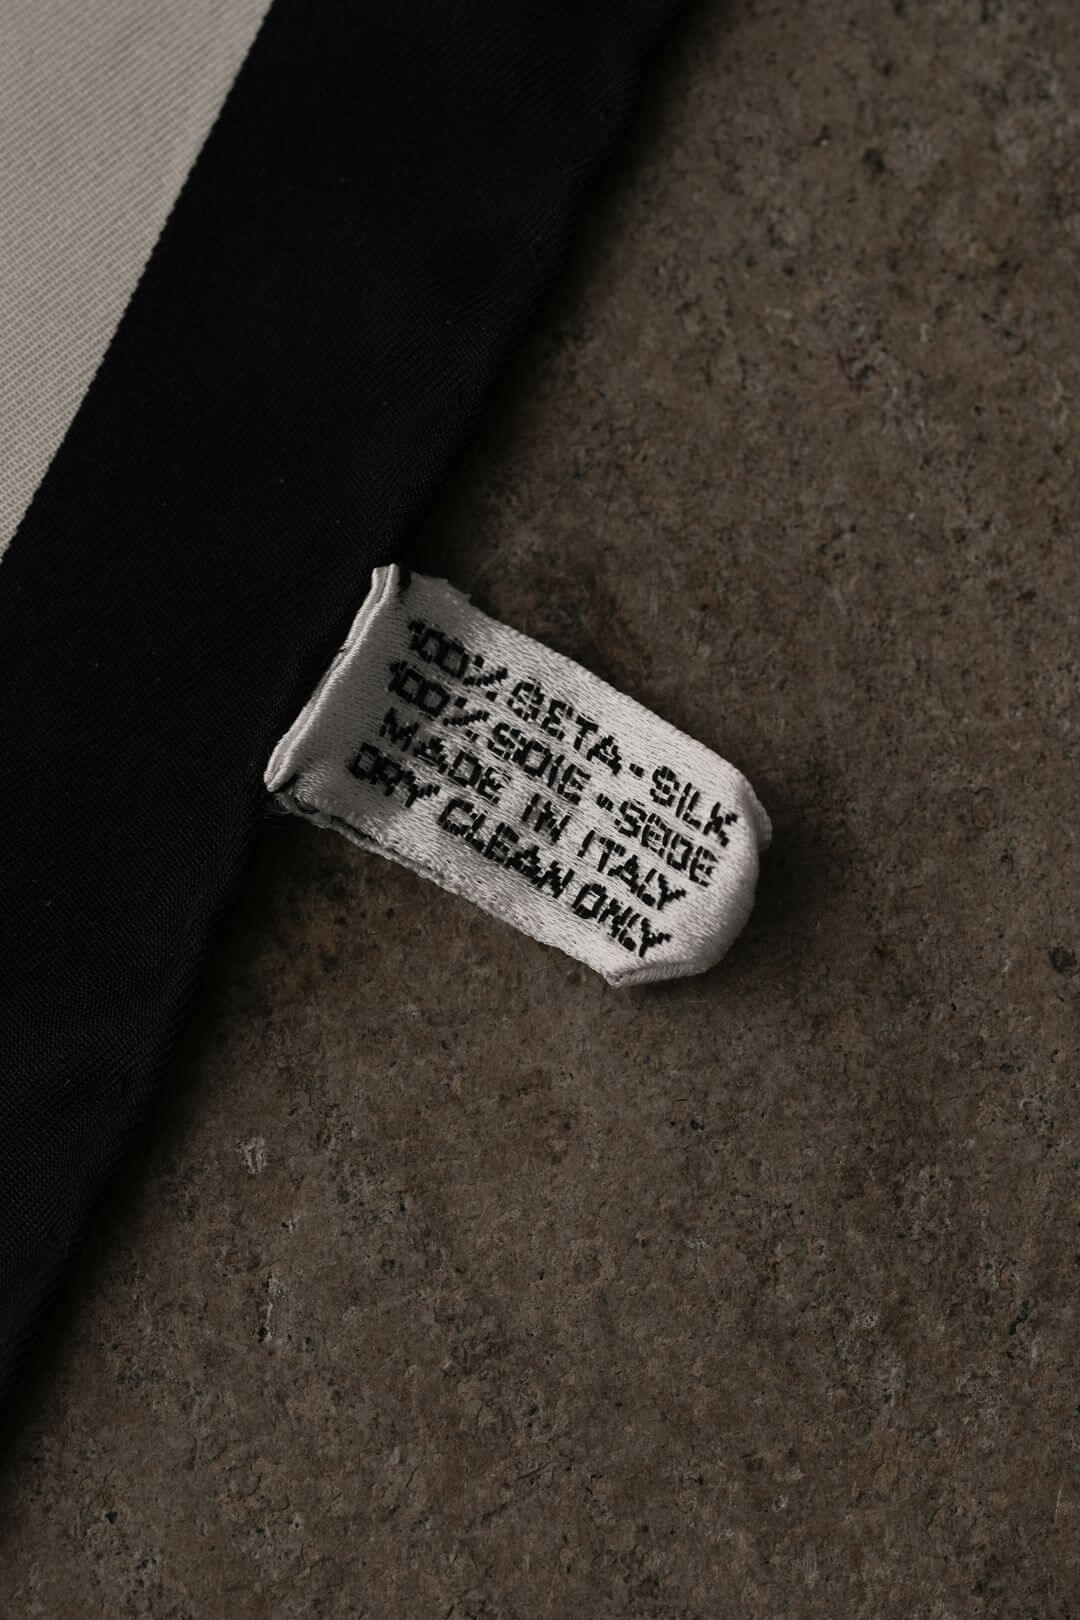 100% SETA - SILK
100% SOIE - SEIDE
MADE IN ITALY
DRY CLEAN ONLY